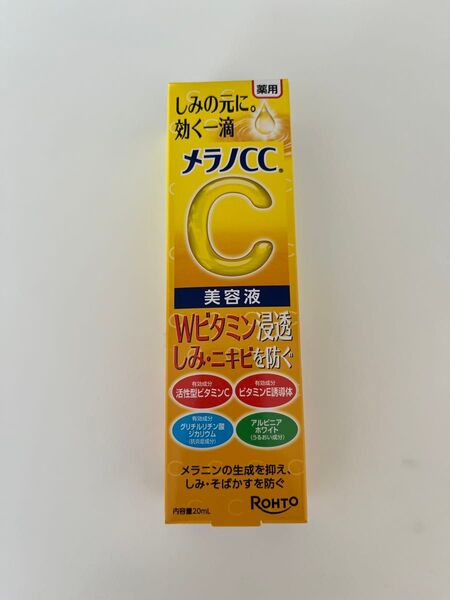 薬用
しみの元に。
効く一滴
メラノCC®
C
美容液
Wビタミン浸透
しみ・ニキビを防ぐ
有効成分
活性型ビタミンC
有効成分
ビタミンE誘導体
有効成分
グリチルリチン酸
ジカリウム
(抗炎症成分)
アルピニア
ホワイト
(うるおい成分)
メラニンの生成を抑え、
しみ・そばかすを防ぐ
内容量20mL
ROHTO